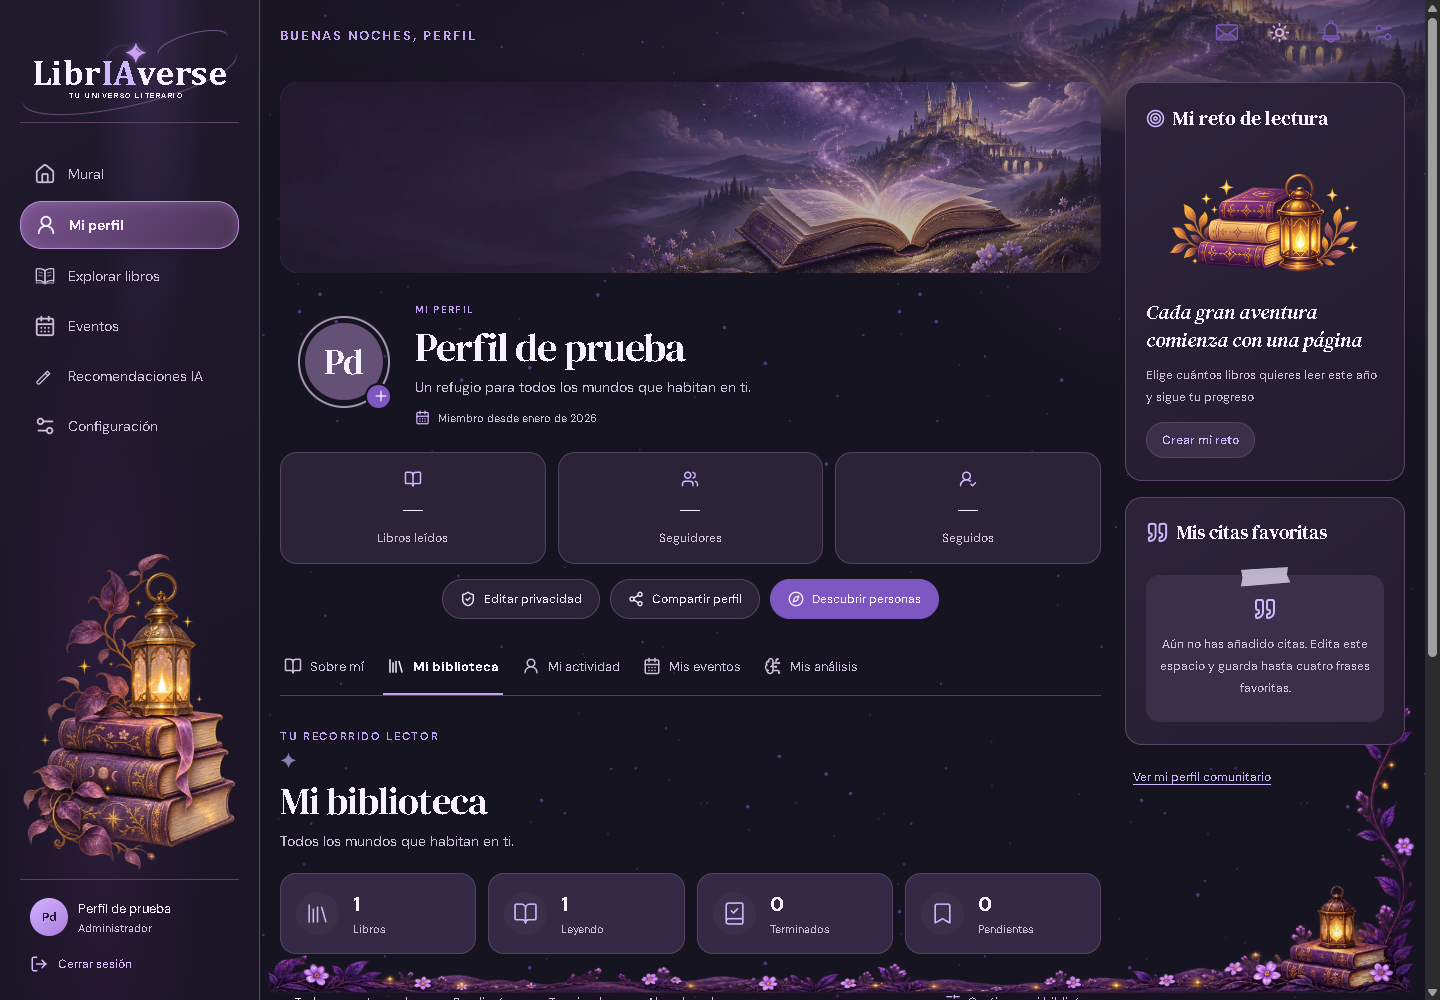 LibrIAverse
TU UNIVERSO LITERARIO
Mural
Mi perfil
Explorar libros
Eventos
Recomendaciones IA
Configuración
Pd
Perfil de prueba
Administrador
Cerrar sesión
BUENAS NOCHES, PERFIL
Pd
MI PERFIL
Perfil de prueba
Un refugio para todos los mundos que habitan en ti.
Miembro desde enero de 2026
—
Libros leídos
—
Seguidores
—
Seguidos
Editar privacidad
Compartir perfil
Descubrir personas
Sobre mí
Mi biblioteca
Mi actividad
Mis eventos
Mis análisis
TU RECORRIDO LECTOR
Mi biblioteca
Todos los mundos que habitan en ti.
1
Libros
1
Leyendo
0
Terminados
0
Pendientes
Mi reto de lectura
Cada gran aventura
comienza con una página
Elige cuántos libros quieres leer este año
y sigue tu progreso
Crear mi reto
Mis citas favoritas
Aún no has añadido citas. Edita este
espacio y guarda hasta cuatro frases
favoritas.
Ver mi perfil comunitario